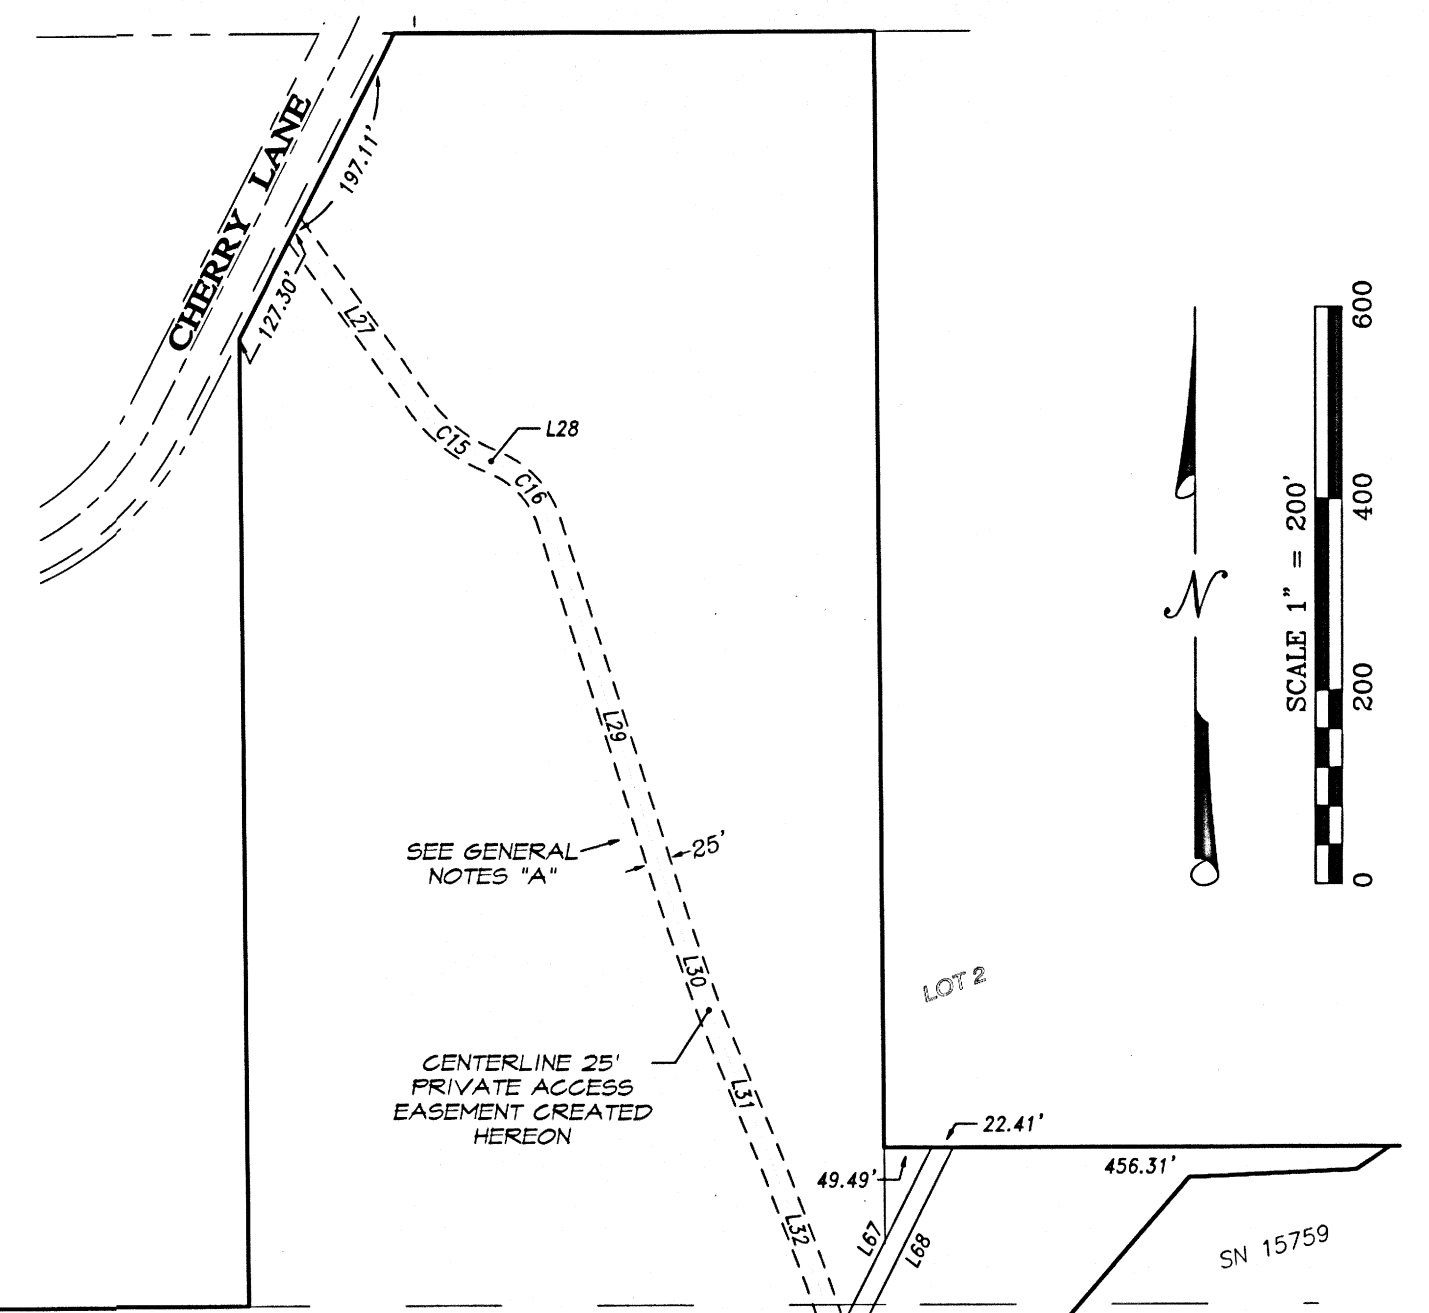 CHERRY LANE
197.11'
127.30'
L27
C15
L28
C16
L29
SEE GENERAL
NOTES "A"
25'
L30
CENTERLINE 25'
PRIVATE ACCESS
EASEMENT CREATED
HEREON
L31
L32
LOT 2
22.41'
49.49'
456.31'
L67
L68
SN 15759
N
SCALE 1" = 200'
600
400
200
0